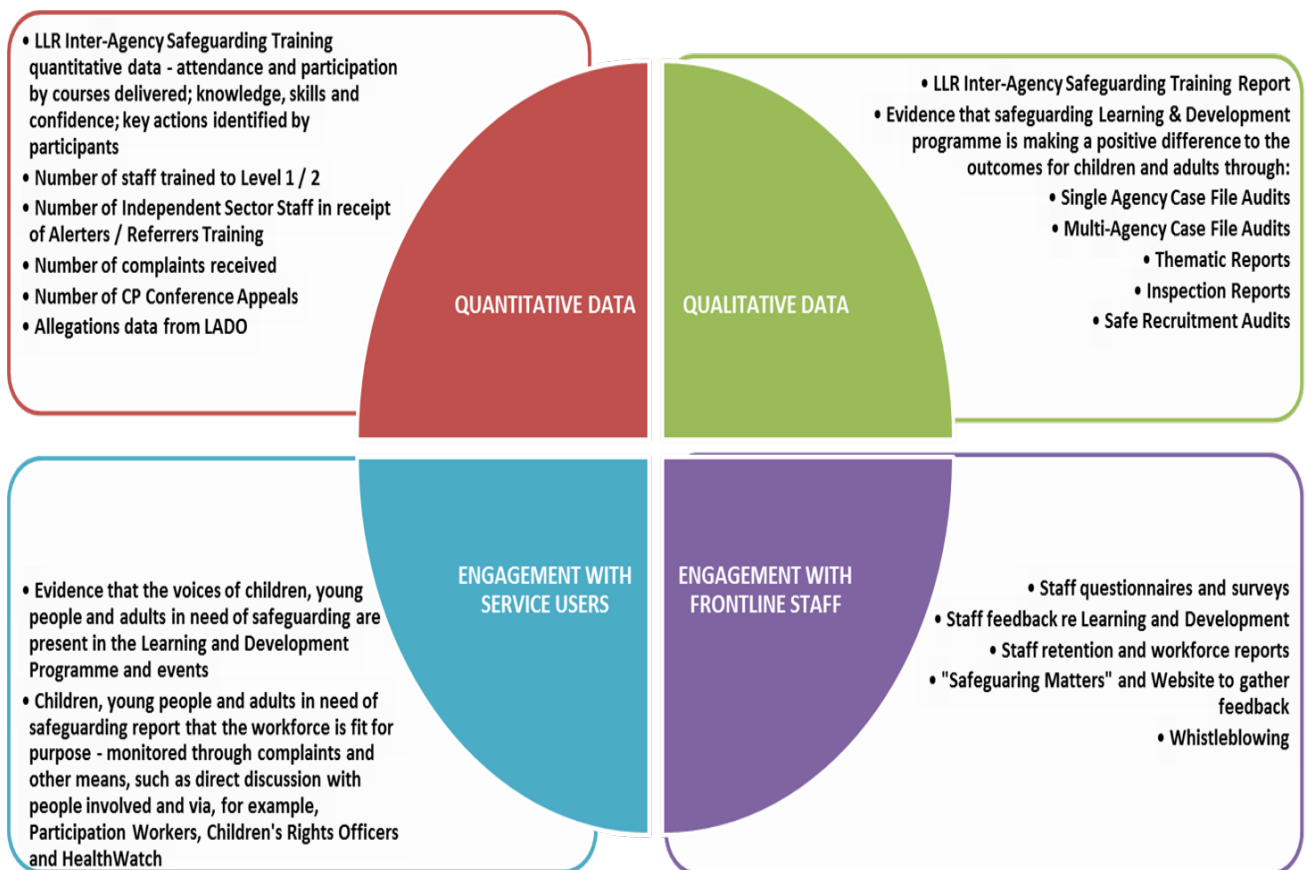 • LLR Inter-Agency Safeguarding Training
quantitative data - attendance and participation
by courses delivered; knowledge, skills and
confidence; key actions identified by
participants
• Number of staff trained to Level 1 / 2
• Number of Independent Sector Staff in receipt
of Alerters / Referrers Training
• Number of complaints received
• Number of CP Conference Appeals
• Allegations data from LADO
QUANTITATIVE DATA
QUALITATIVE DATA
• LLR Inter-Agency Safeguarding Training Report
• Evidence that safeguarding Learning & Development
programme is making a positive difference to the
outcomes for children and adults through:
• Single Agency Case File Audits
• Multi-Agency Case File Audits
• Thematic Reports
• Inspection Reports
• Safe Recruitment Audits
• Evidence that the voices of children, young
people and adults in need of safeguarding are
present in the Learning and Development
Programme and events
• Children, young people and adults in need of
safeguarding report that the workforce is fit for
purpose - monitored through complaints and
other means, such as direct discussion with
people involved and via, for example,
Participation Workers, Children's Rights Officers
and HealthWatch
ENGAGEMENT WITH
SERVICE USERS
ENGAGEMENT WITH
FRONTLINE STAFF
• Staff questionnaires and surveys
• Staff feedback re Learning and Development
• Staff retention and workforce reports
• "Safeguaring Matters" and Website to gather
feedback
• Whistleblowing